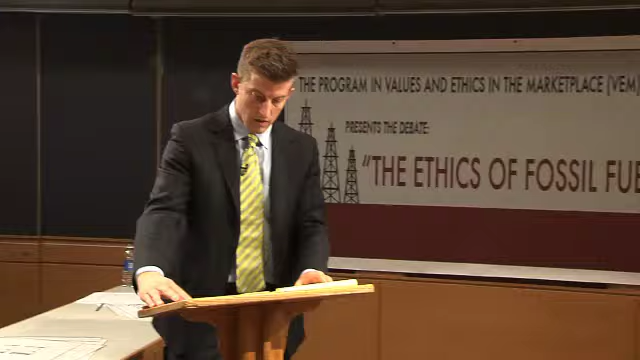 THE PROGRAM IN VALUES AND ETHICS IN THE MARKETPLACE (VEM)
PRESENTS THE DEBATE:
"THE ETHICS OF FOSSIL FUE